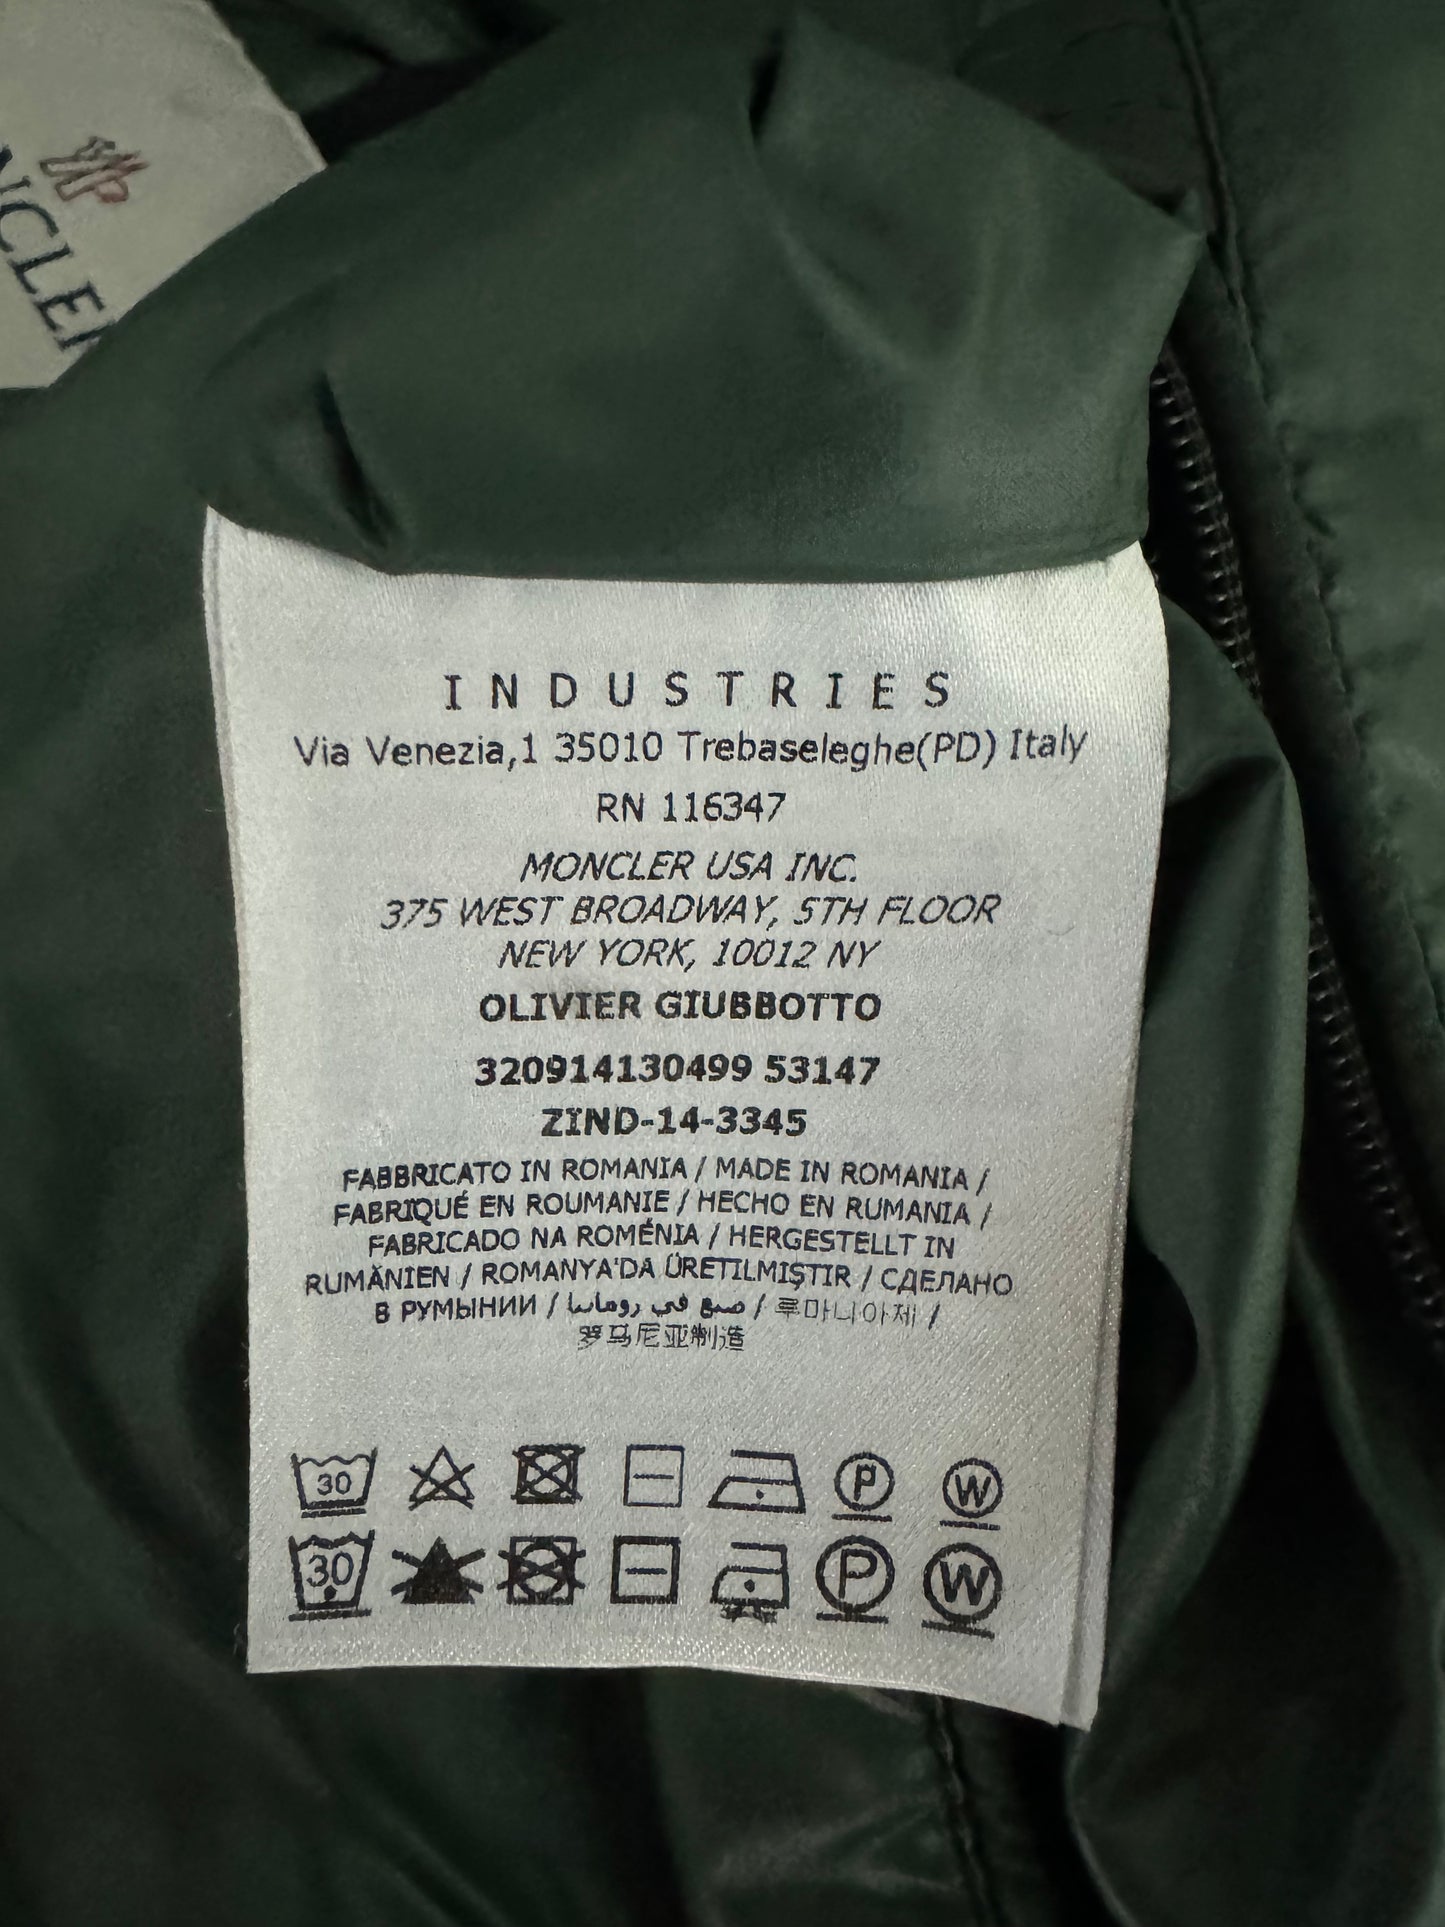 NCLER
INDUSTRIES
Via Venezia,1 35010 Trebaseleghe(PD) Italy
RN 116347
MONCLER USA INC.
375 WEST BROADWAY, 5TH FLOOR
NEW YORK, 10012 NY
OLIVIER GIUBBOTTO
320914130499 53147
ZIND-14-3345
FABBRICATO IN ROMANIA / MADE IN ROMANIA /
FABRIQUÉ EN ROUMANIE / HECHO EN RUMANIA /
FABRICADO NA ROMÉNIA / HERGESTELLT IN
RUMÄNIEN / ROMANYA'DA ÜRETILMIŞTIR / СДЕЛАНО
В РУМЫНИИ / صنع في رومانيا / 루마니아제 /
罗马尼亚制造
30 P W
30 P W